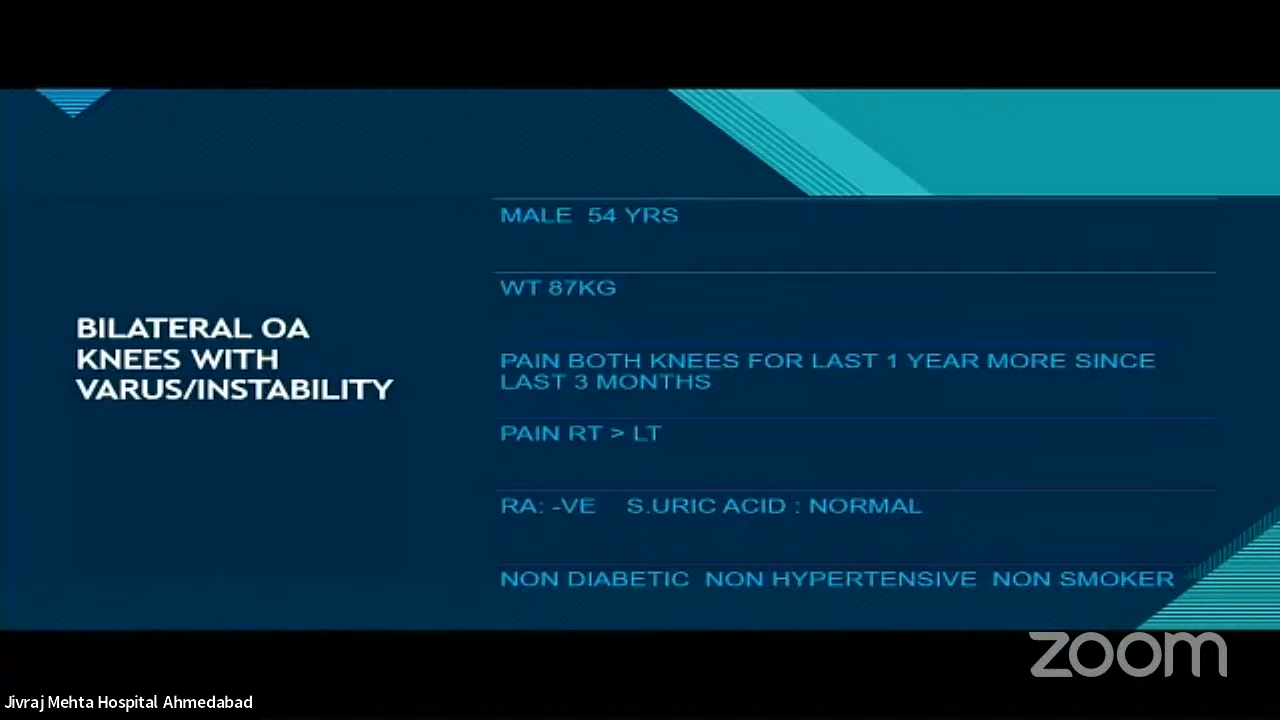 BILATERAL OA
KNEES WITH
VARUS/INSTABILITY
MALE 54 YRS
WT 87KG
PAIN BOTH KNEES FOR LAST 1 YEAR MORE SINCE
LAST 3 MONTHS
PAIN RT > LT
RA: -VE S.URIC ACID : NORMAL
NON DIABETIC NON HYPERTENSIVE NON SMOKER
zoom
Jivraj Mehta Hospital Ahmedabad